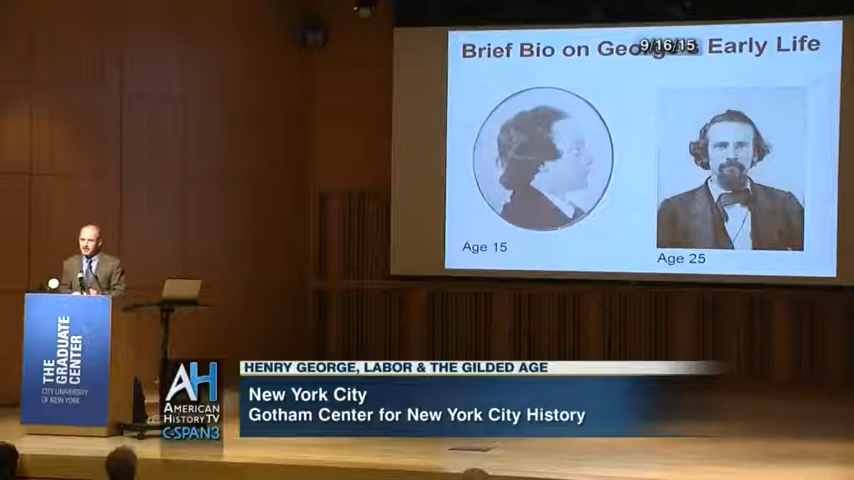 Brief Bio on George's Early Life
9/16/15
Age 15
Age 25
THE
GRADUATE
CENTER
CITY UNIVERSITY
OF NEW YORK
AH
AMERICAN
HISTORY TV
C-SPAN3
HENRY GEORGE, LABOR & THE GILDED AGE
New York City
Gotham Center for New York City History